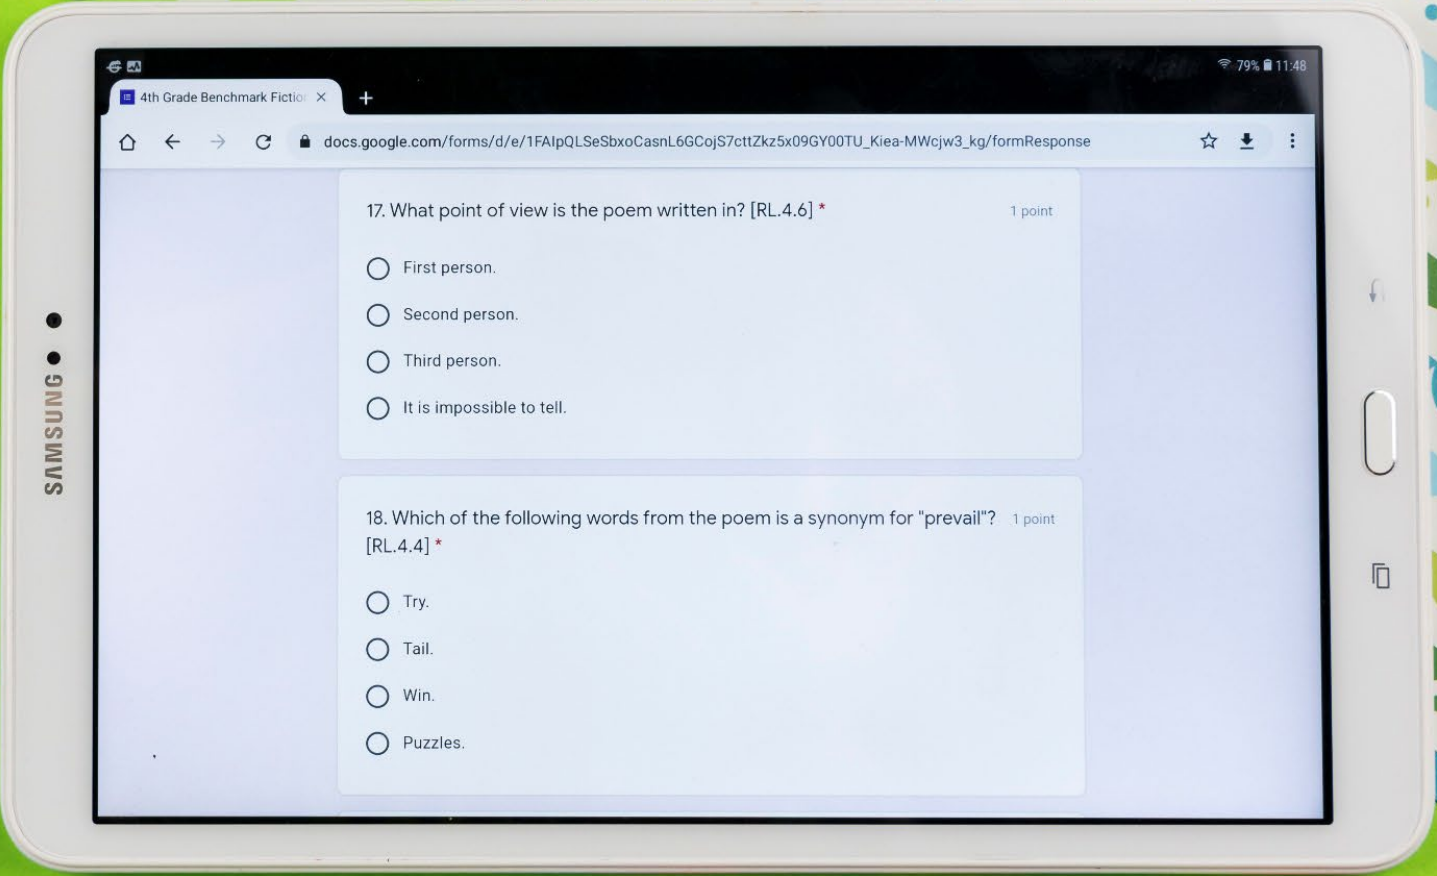 79% 11:48
4th Grade Benchmark Fictio
docs.google.com/forms/d/e/1FAIpQLSeSbxoCasnL6GCojS7cttZkz5x09GY00TU_Kiea-MWcjw3_kg/formResponse
17. What point of view is the poem written in? [RL.4.6] * 1 point
First person.
Second person.
Third person.
It is impossible to tell.
18. Which of the following words from the poem is a synonym for "prevail"? 1 point
[RL.4.4] *
Try.
Tail.
Win.
Puzzles.
SAMSUNG